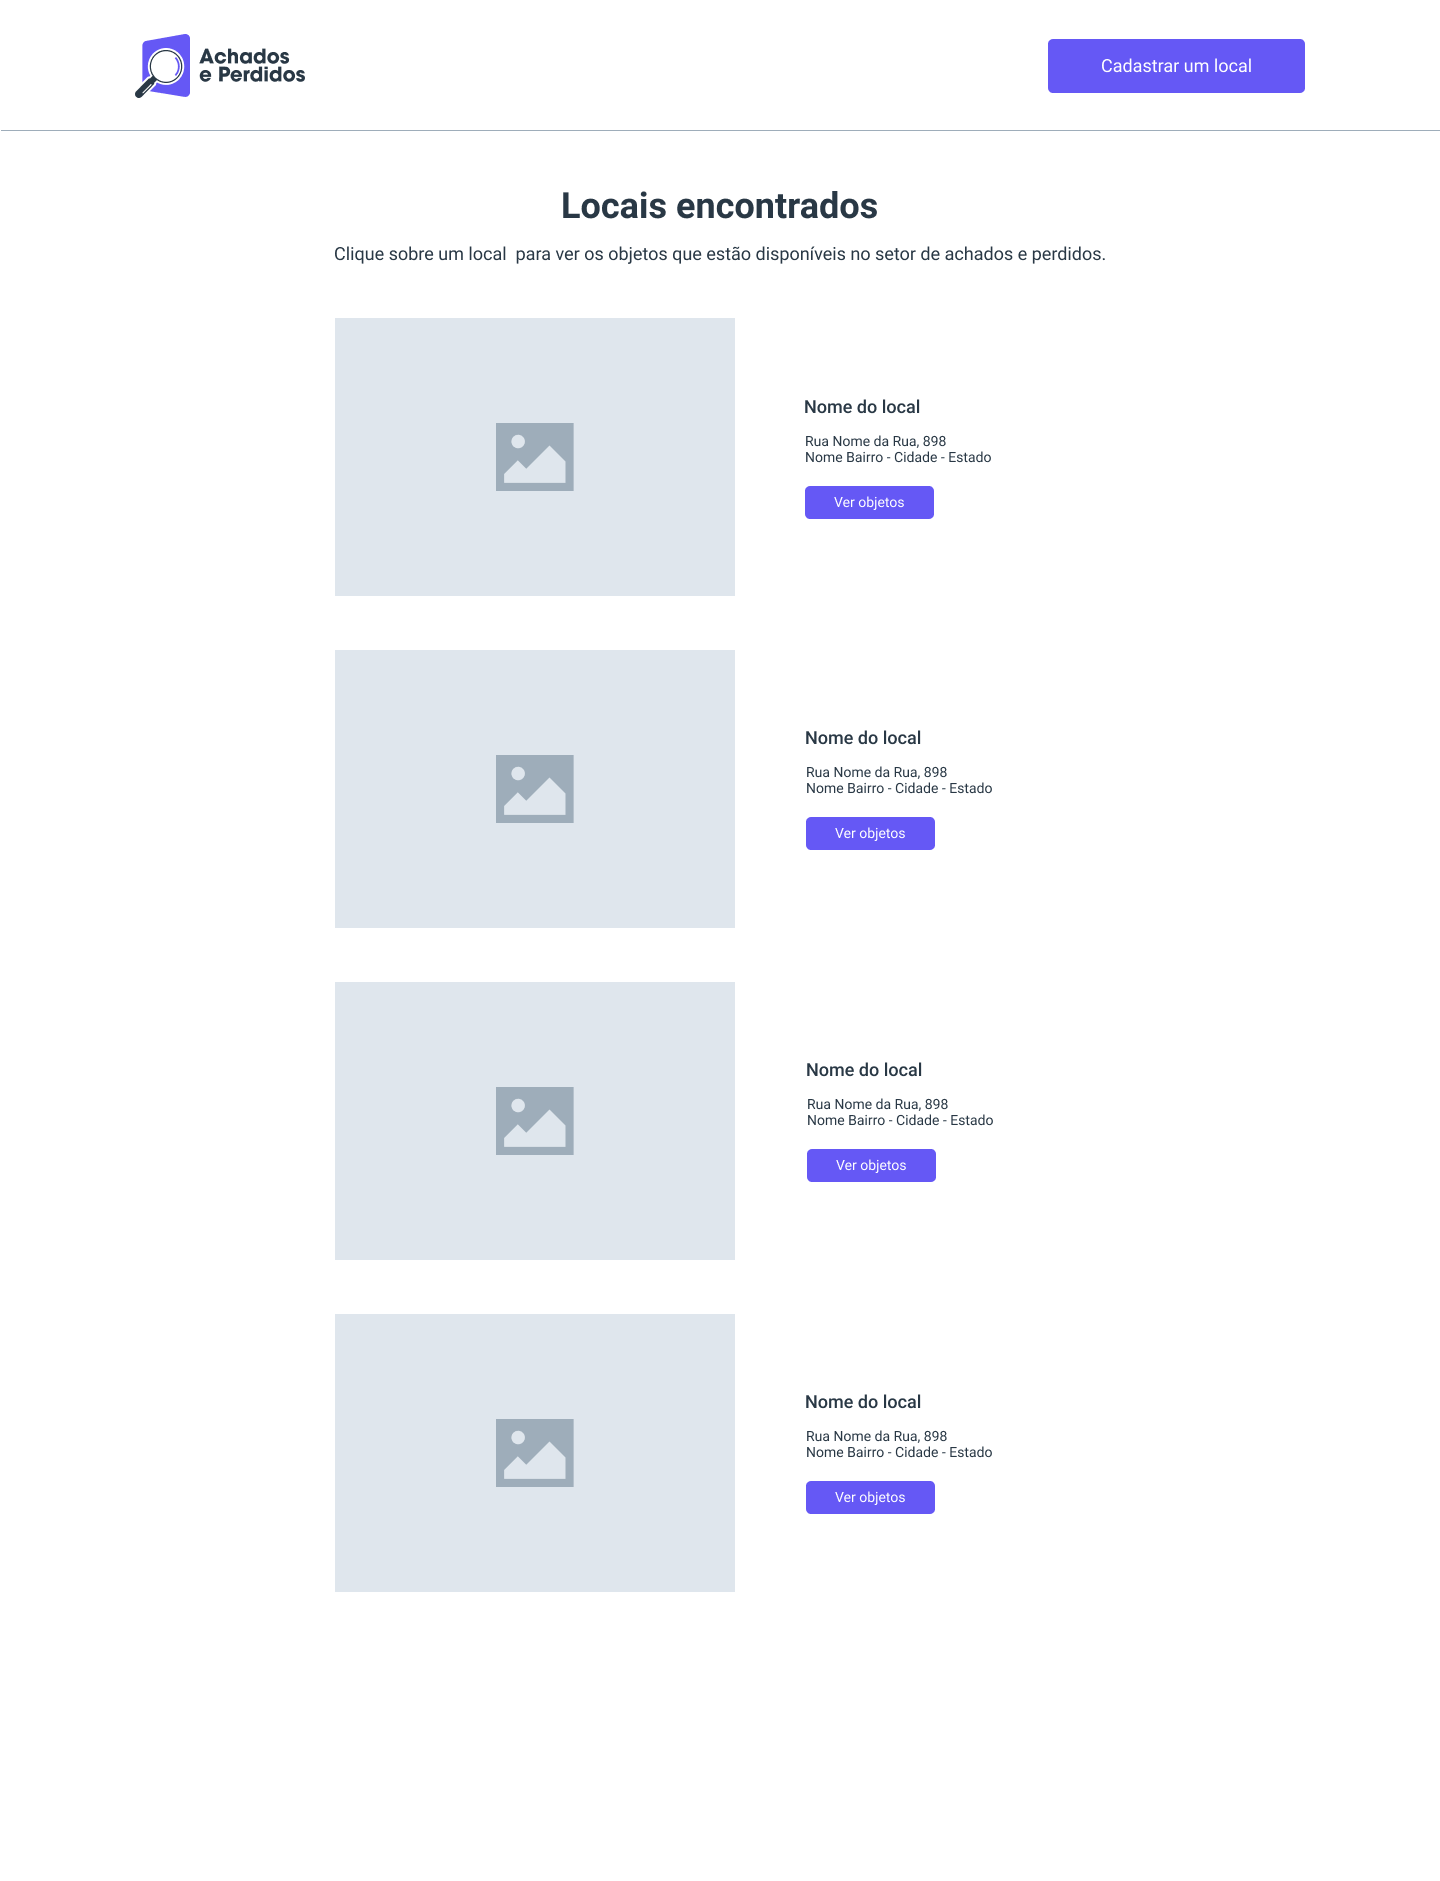 Achados
e Perdidos
Cadastrar um local
Locais encontrados
Clique sobre um local  para ver os objetos que estão disponíveis no setor de achados e perdidos.
Nome do local
Rua Nome da Rua, 898
Nome Bairro - Cidade - Estado
Ver objetos
Nome do local
Rua Nome da Rua, 898
Nome Bairro - Cidade - Estado
Ver objetos
Nome do local
Rua Nome da Rua, 898
Nome Bairro - Cidade - Estado
Ver objetos
Nome do local
Rua Nome da Rua, 898
Nome Bairro - Cidade - Estado
Ver objetos